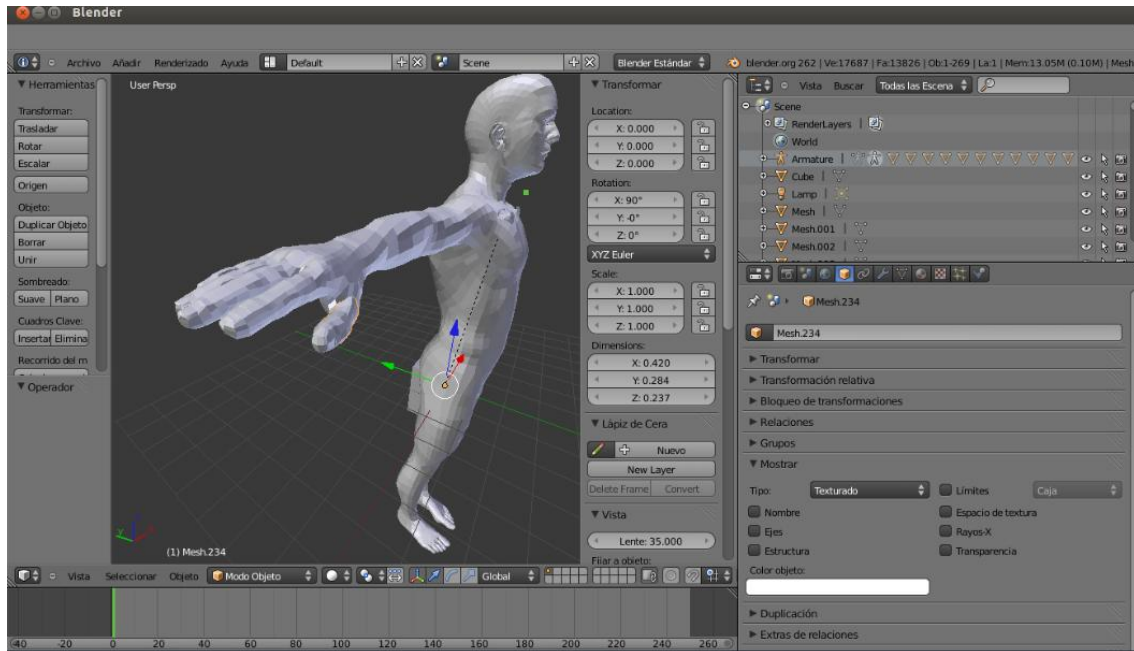 Blender
Archivo Añadir Renderizado Ayuda Default Scene Blender Estándar blender.org 262 | Ve:17687 | Fa:13826 | Ob:1-269 | La:1 | Mem:13.05M (0.10M) | Mesh
Herramientas
Transformar:
Trasladar
Rotar
Escalar
Origen
Objeto:
Duplicar Objeto
Borrar
Unir
Sombreado:
Suave Plano
Cuadros Clave:
Insertar Elimina
Recorrido del m
Operador
User Persp
(1) Mesh.234
Transformar
Location:
X: 0.000
Y: 0.000
Z: 0.000
Rotation:
X: 90°
Y: -0°
Z: 0°
XYZ Euler
Scale:
X: 1.000
Y: 1.000
Z: 1.000
Dimensions:
X: 0.420
Y: 0.284
Z: 0.237
Lápiz de Cera
Nuevo
New Layer
Delete Frame Convert
Vista
Lente: 35.000
Fijar a objeto:
Vista Buscar Todas las Escena
Scene
RenderLayers |
World
Armature |
Cube |
Lamp |
Mesh |
Mesh.001 |
Mesh.002 |
Mesh.234
Mesh.234
Transformar
Transformación relativa
Bloqueo de transformaciones
Relaciones
Grupos
Mostrar
Tipo: Texturado Límites Caja
Nombre Espacio de textura
Ejes Rayos-X
Estructura Transparencia
Color objeto:
Duplicación
Extras de relaciones
Vista Seleccionar Objeto Modo Objeto Global
-40 -20 0 20 40 60 80 100 120 140 160 180 200 220 240 260